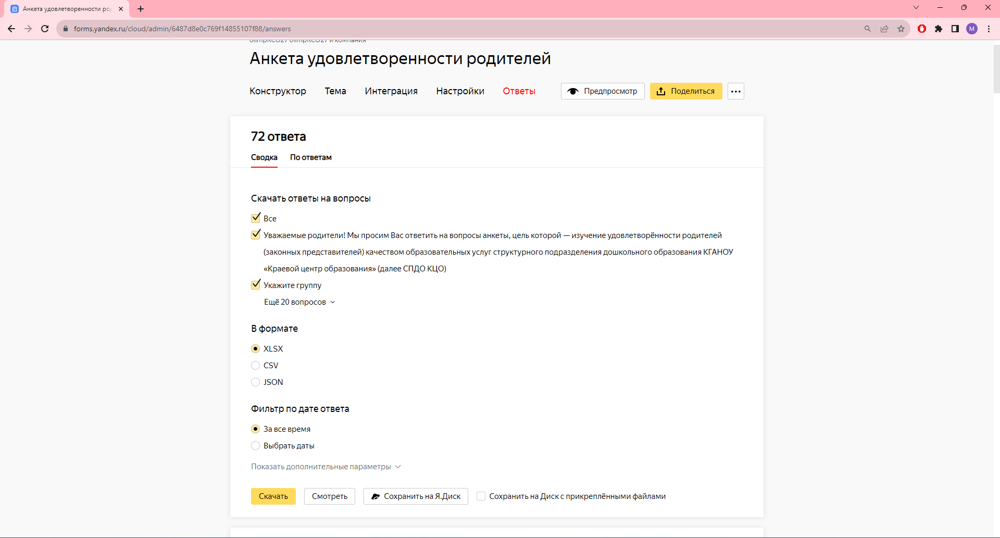 Анкета удовлетворенности ро
forms.yandex.ru/cloud/admin/6487d8e0c769f14855107f88/answers
M
olimpKCO27 olimpKCO27 и компания
Анкета удовлетворенности родителей
Конструктор Тема Интеграция Настройки Ответы Предпросмотр Поделиться
72 ответа
Сводка По ответам
Скачать ответы на вопросы
Все
Уважаемые родители! Мы просим Вас ответить на вопросы анкеты, цель которой — изучение удовлетворённости родителей
(законных представителей) качеством образовательных услуг структурного подразделения дошкольного образования КГАНОУ
«Краевой центр образования» (далее СПДО КЦО)
Укажите группу
Ещё 20 вопросов
В формате
XLSX
CSV
JSON
Фильтр по дате ответа
За все время
Выбрать даты
Показать дополнительные параметры
Скачать Смотреть Сохранить на Я.Диск Сохранить на Диск с прикреплёнными файлами